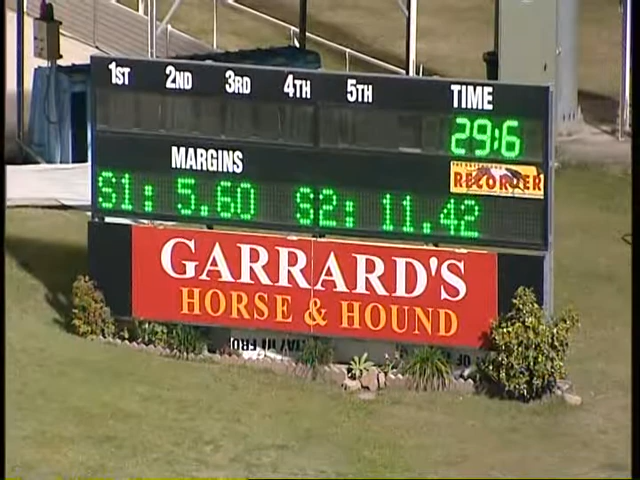 1ST 2ND 3RD 4TH 5TH TIME
29:6
MARGINS
RECORDER
S1: 5.60 S2: 11.42
GARRARD'S
HORSE & HOUND